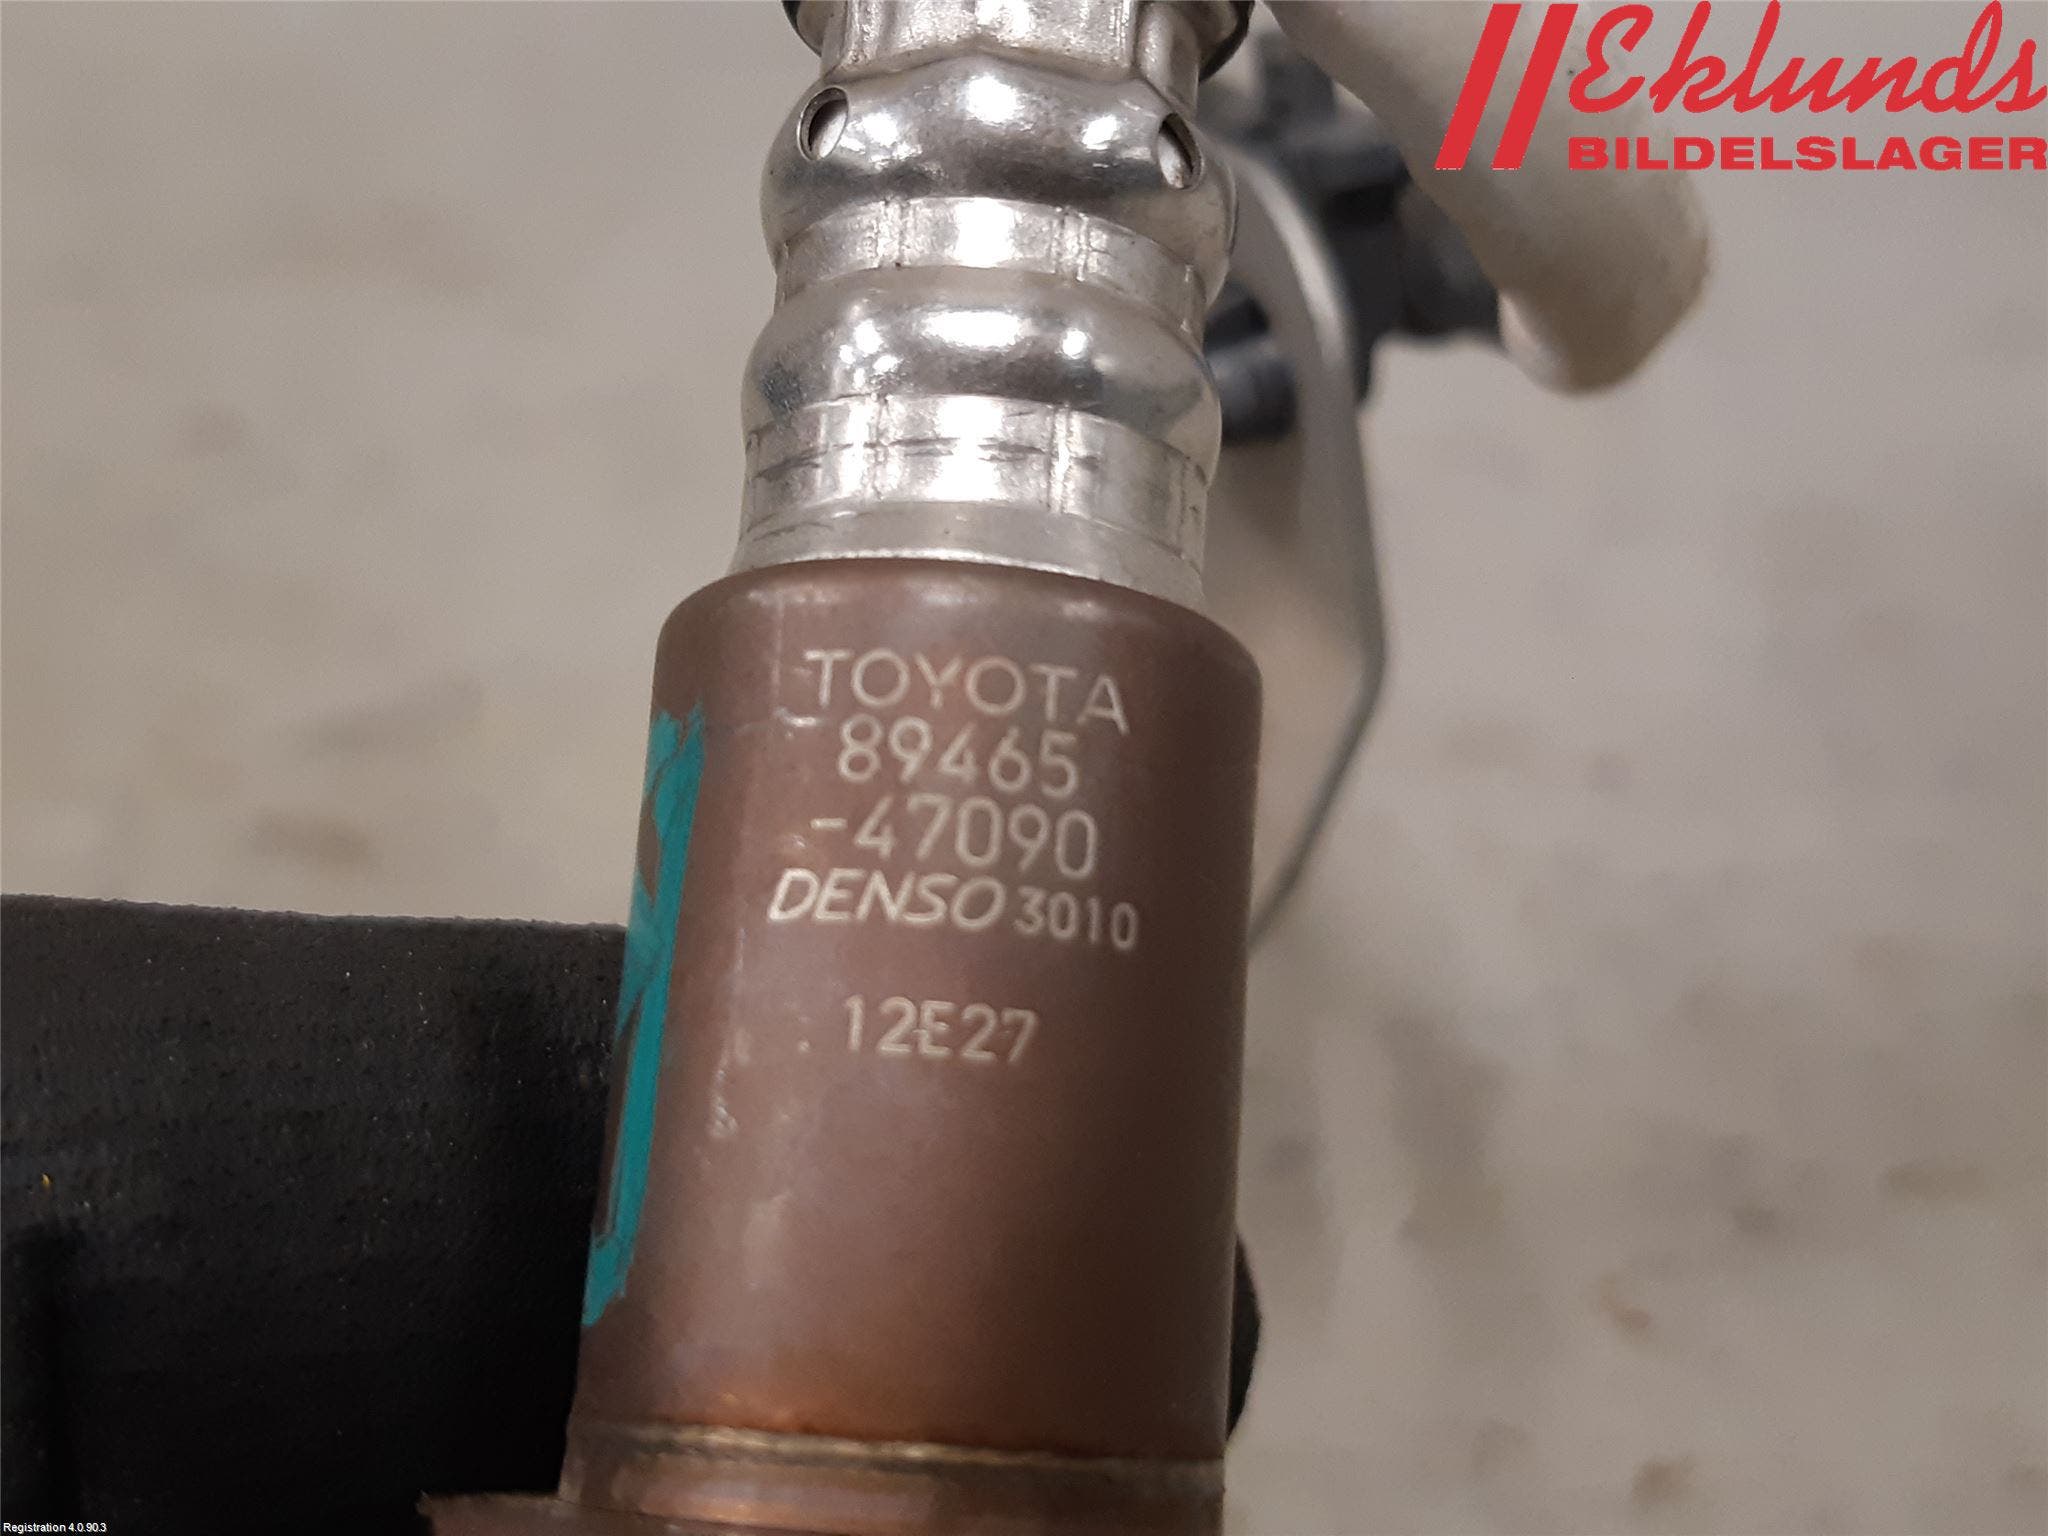 Eklunds
BILDELSLAGER
TOYOTA
89465
-47090
DENSO 3010
12E27
Registration 4.0.90.3